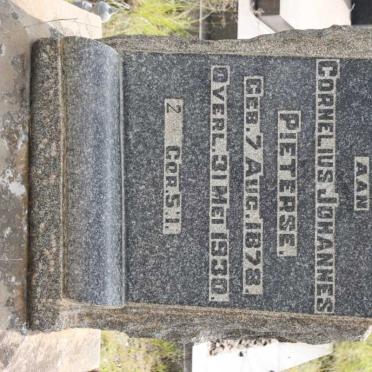 AAN
CORNELIUS JOHANNES
PIETERSE.
GEB. 7 AUG. 1878.
OVERL. 31 MEI 1930.
2 COR. 5:1.